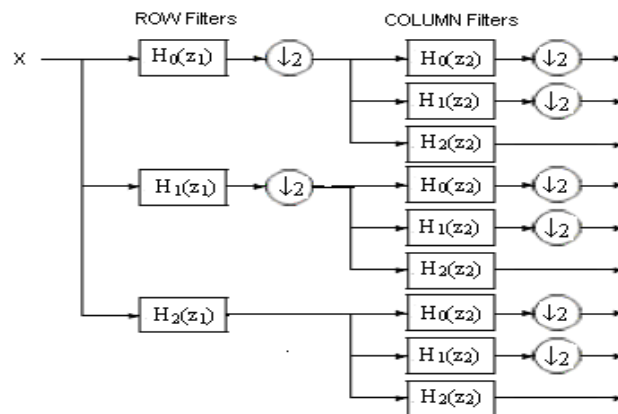 ROW Filters COLUMN Filters
X H₀(z₁) ↓2 H₀(z₂) ↓2
H₁(z₂) ↓2
H₂(z₂)
H₁(z₁) ↓2 H₀(z₂) ↓2
H₁(z₂) ↓2
H₂(z₂)
H₂(z₁) H₀(z₂) ↓2
H₁(z₂) ↓2
H₂(z₂)